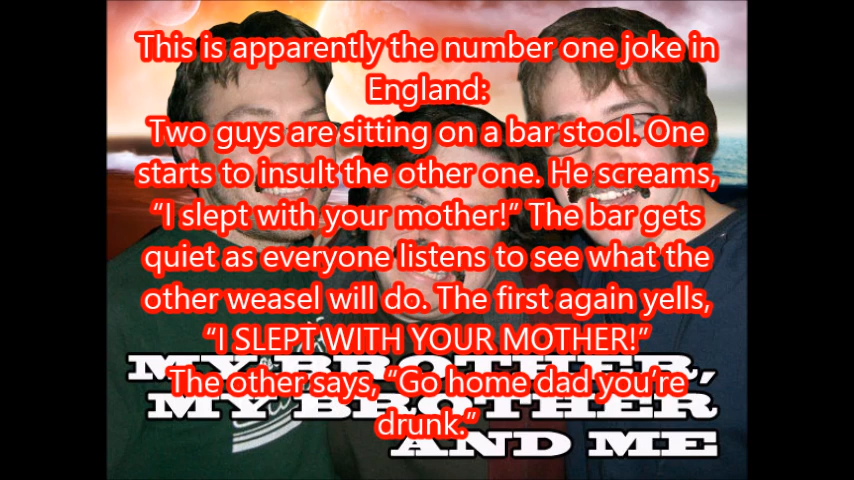 This is apparently the number one joke in
England:
Two guys are sitting on a bar stool. One
starts to insult the other one. He screams,
“I slept with your mother!” The bar gets
quiet as everyone listens to see what the
other weasel will do. The first again yells,
“I SLEPT WITH YOUR MOTHER!”
MY BROTHER,
The other says, “Go home dad you’re
MY BROTHER
drunk.”
AND ME